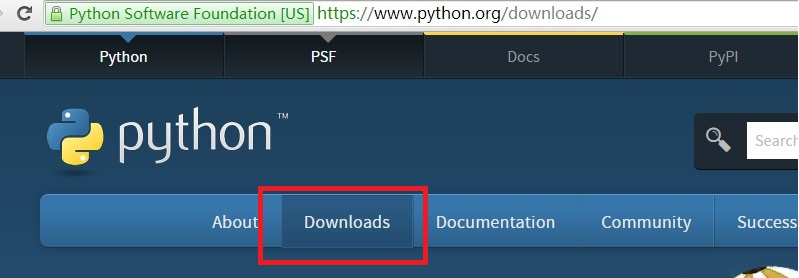 Python Software Foundation [US] https://www.python.org/downloads/
Python PSF Docs PyPI
python™
Search
About Downloads Documentation Community Success